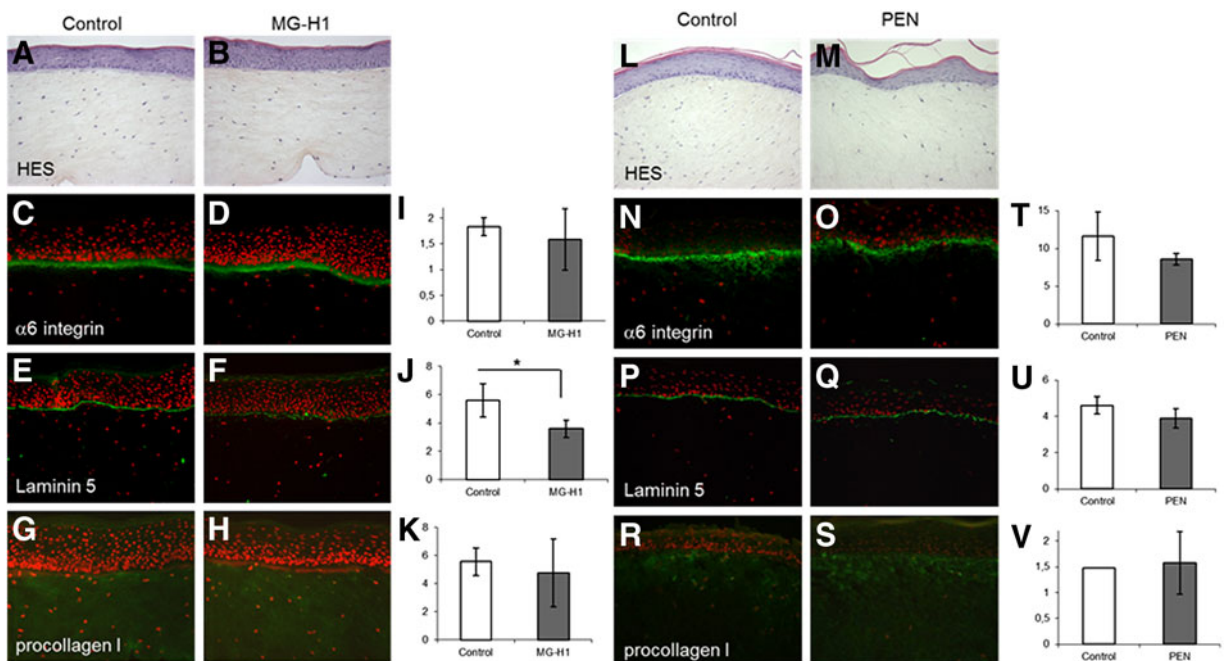 Control MG-H1
A B
HES
C D
α6 integrin
E F
Laminin 5
G H
procollagen I
I
2
1,5
1
0,5
0
Control MG-H1
J
8
6
4
2
0
*
Control MG-H1
K
8
6
4
2
0
Control MG-H1
Control PEN
L M
HES
N O
α6 integrin
P Q
Laminin 5
R S
procollagen I
T
15
10
5
0
Control PEN
U
6
4
2
0
Control PEN
V
2
1,5
1
0,5
0
Control PEN